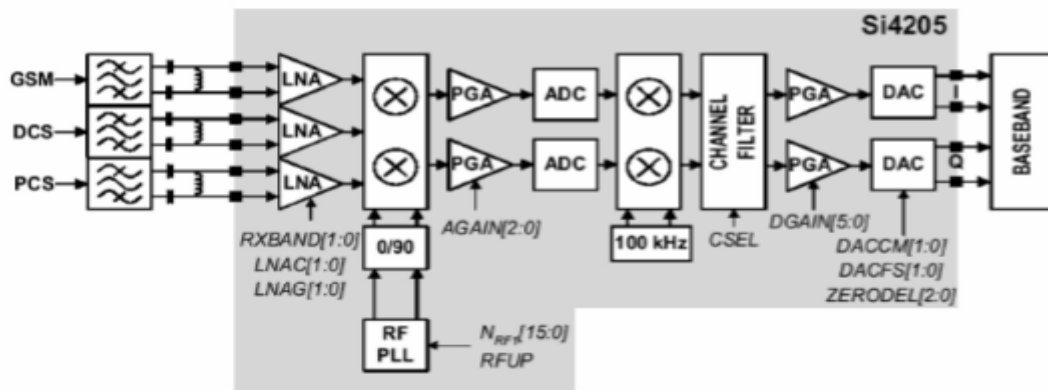 Si4205
GSM
DCS
PCS
LNA
LNA
LNA
PGA
PGA
ADC
ADC
CHANNEL
FILTER
PGA
PGA
DAC
DAC
I
Q
BASEBAND
RXBAND[1:0]
LNAC[1:0]
LNAG[1:0]
0/90
AGAIN[2:0]
100 kHz
CSEL
DGAIN[5:0]
DACCM[1:0]
DACFS[1:0]
ZERODEL[2:0]
RF
PLL
NRF1[15:0]
RFUP